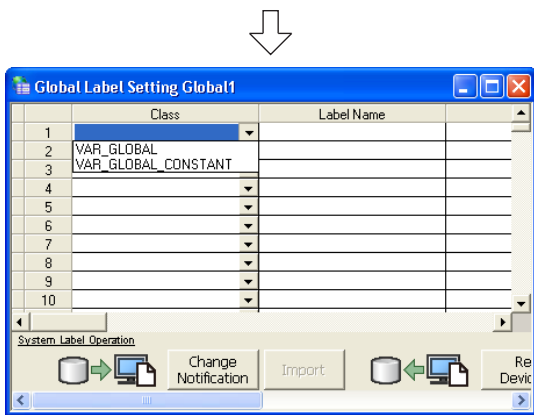 Global Label Setting Global1
Class Label Name
1
2 VAR_GLOBAL
3 VAR_GLOBAL_CONSTANT
4
5
6
7
8
9
10
System Label Operation
Change Notification
Import
Re
Devic